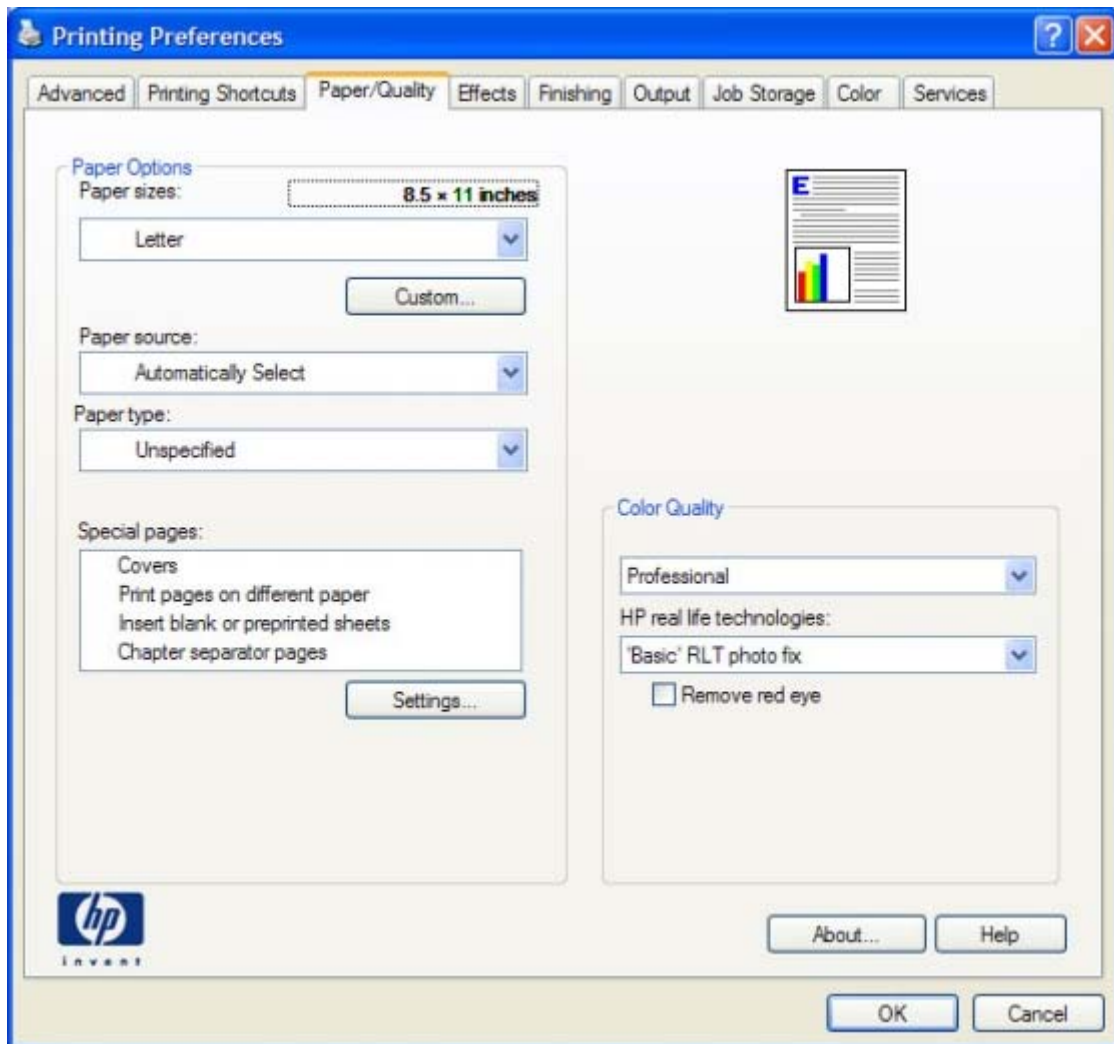 Printing Preferences
Advanced Printing Shortcuts Paper/Quality Effects Finishing Output Job Storage Color Services
Paper Options
Paper sizes: 8.5 × 11 inches
Letter
Custom...
Paper source:
Automatically Select
Paper type:
Unspecified
Special pages:
Covers
Print pages on different paper
Insert blank or preprinted sheets
Chapter separator pages
Settings...
E
Color Quality
Professional
HP real life technologies:
'Basic' RLT photo fix
Remove red eye
hp
invent
About... Help
OK Cancel